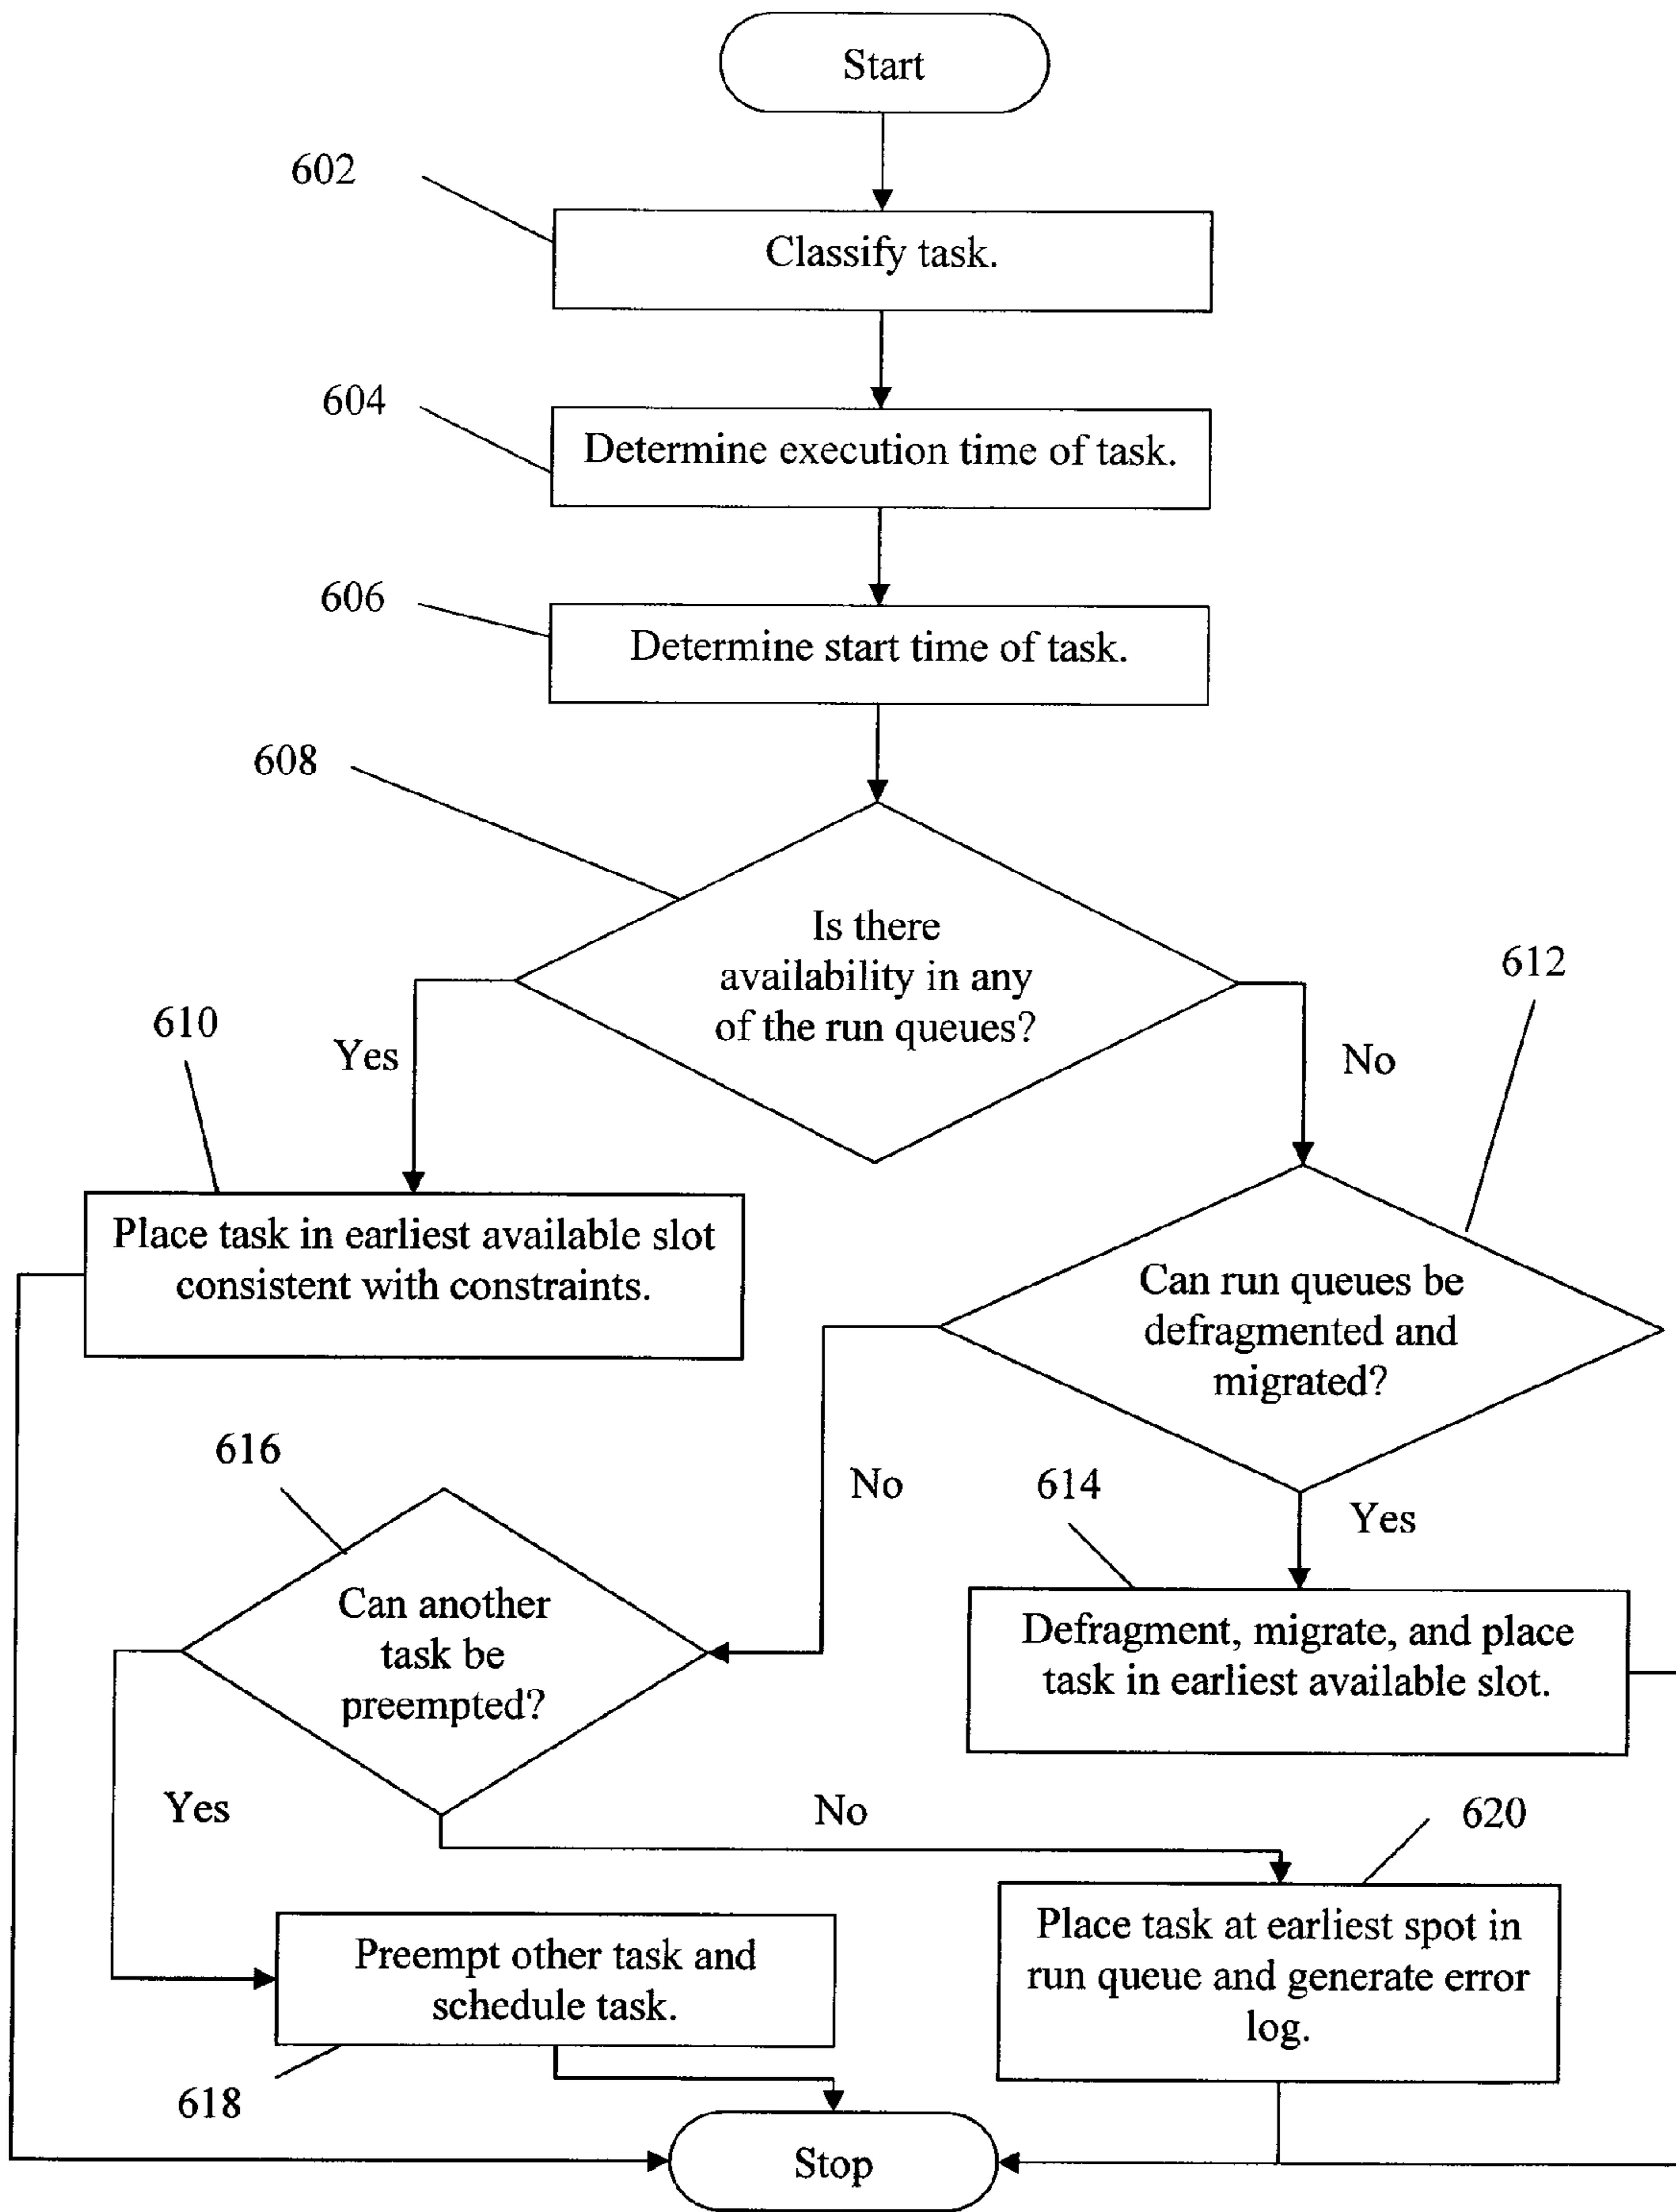 Start
602
Classify task.
604
Determine execution time of task.
606
Determine start time of task.
608
Is there
availability in any
of the run queues?
612
610
Yes
No
Place task in earliest available slot
consistent with constraints.
Can run queues be
defragmented and
migrated?
616
No
614
Yes
Can another
task be
preempted?
Defragment, migrate, and place
task in earliest available slot.
Yes
No
620
Preempt other task and
schedule task.
Place task at earliest spot in
run queue and generate error
log.
618
Stop